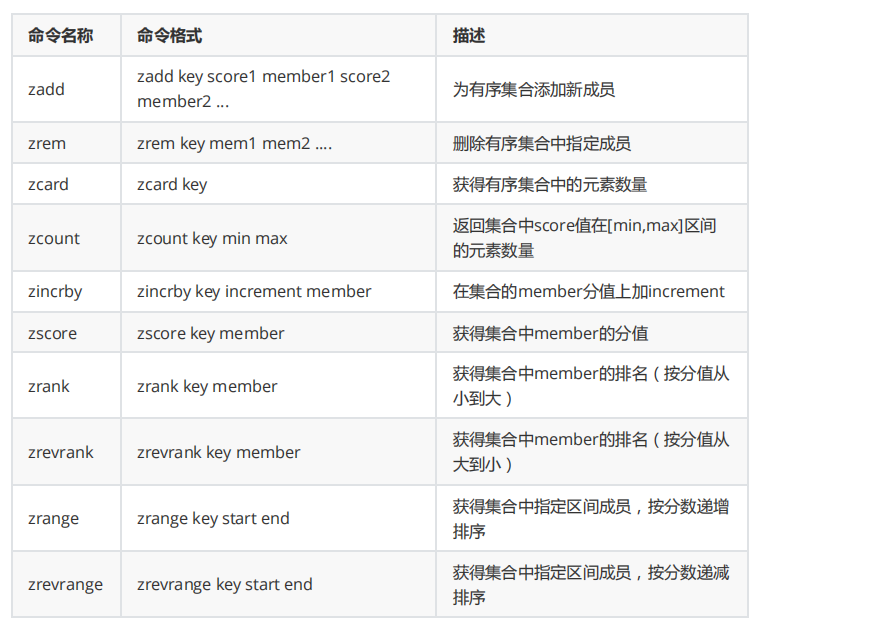 命令名称 命令格式 描述
zadd zadd key score1 member1 score2 member2 ... 为有序集合添加新成员
zrem zrem key mem1 mem2 .... 删除有序集合中指定成员
zcard zcard key 获得有序集合中的元素数量
zcount zcount key min max 返回集合中score值在[min,max]区间的元素数量
zincrby zincrby key increment member 在集合的member分值上加increment
zscore zscore key member 获得集合中member的分值
zrank zrank key member 获得集合中member的排名（按分值从小到大）
zrevrank zrevrank key member 获得集合中member的排名（按分值从大到小）
zrange zrange key start end 获得集合中指定区间成员，按分数递增排序
zrevrange zrevrange key start end 获得集合中指定区间成员，按分数递减排序